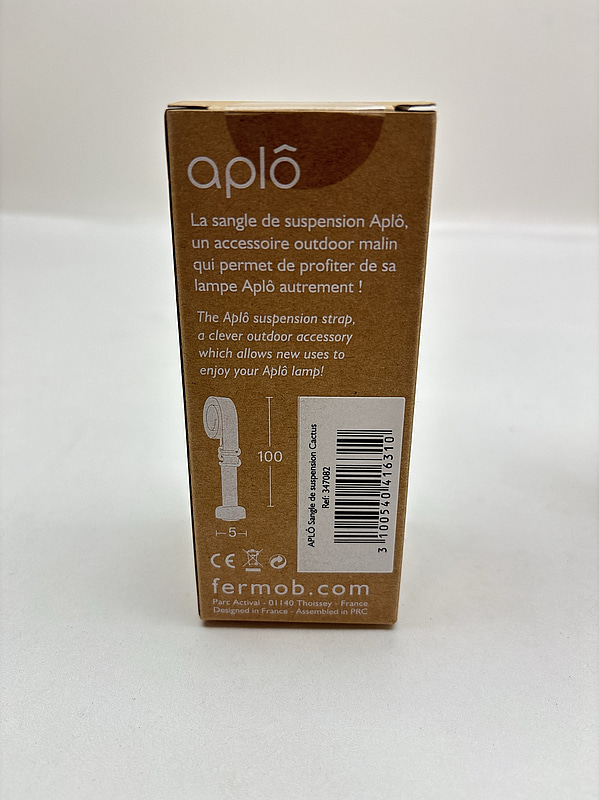 aplô
La sangle de suspension Aplô,
un accessoire outdoor malin
qui permet de profiter de sa
lampe Aplô autrement !
The Aplô suspension strap,
a clever outdoor accessory
which allows new uses to
enjoy your Aplô lamp!
100
5
APLÔ Sangle de suspension Cactus
Ref: 347082
3 100540 416310
CE
fermob.com
Parc Actival - 01140 Thoissey - France
Designed in France - Assembled in PRC